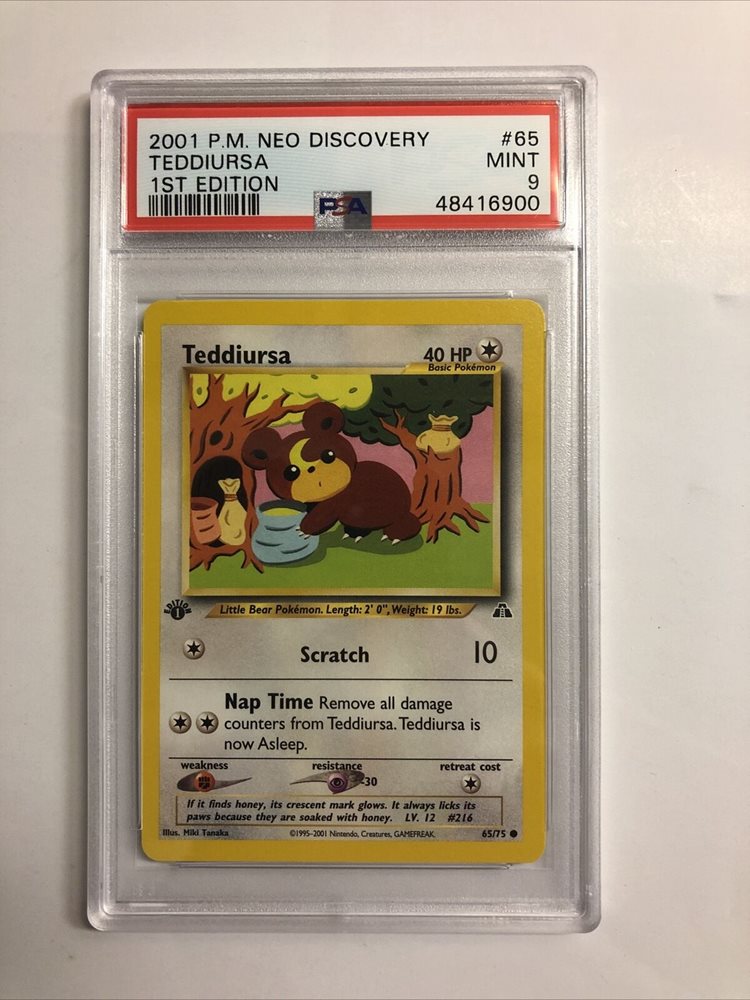 2001 P.M. NEO DISCOVERY #65
TEDDIURSA MINT
1ST EDITION 9
PSA 48416900
Teddiursa 40 HP
Basic Pokémon
EDITION 1
Little Bear Pokémon. Length: 2' 0", Weight: 19 lbs.
Scratch 10
Nap Time Remove all damage
counters from Teddiursa. Teddiursa is
now Asleep.
weakness resistance retreat cost
-30
If it finds honey, its crescent mark glows. It always licks its
paws because they are soaked with honey. LV. 12 #216
Illus. Miki Tanaka ©1995-2001 Nintendo, Creatures, GAMEFREAK. 65/75